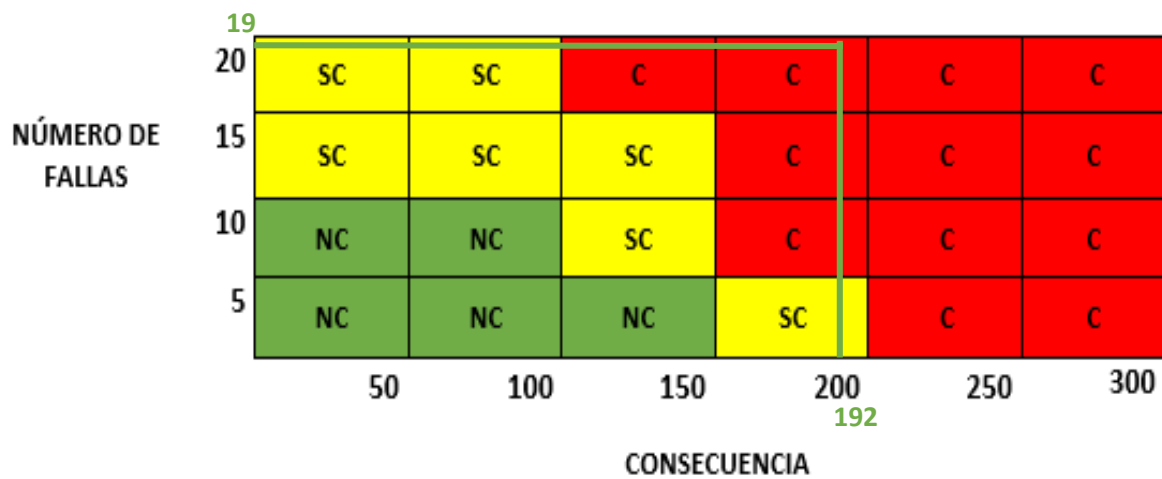 19
20 SC SC C C C C
NÚMERO DE
FALLAS
15 SC SC SC C C C
10 NC NC SC C C C
5 NC NC NC SC C C
50 100 150 200 250 300
192
CONSECUENCIA